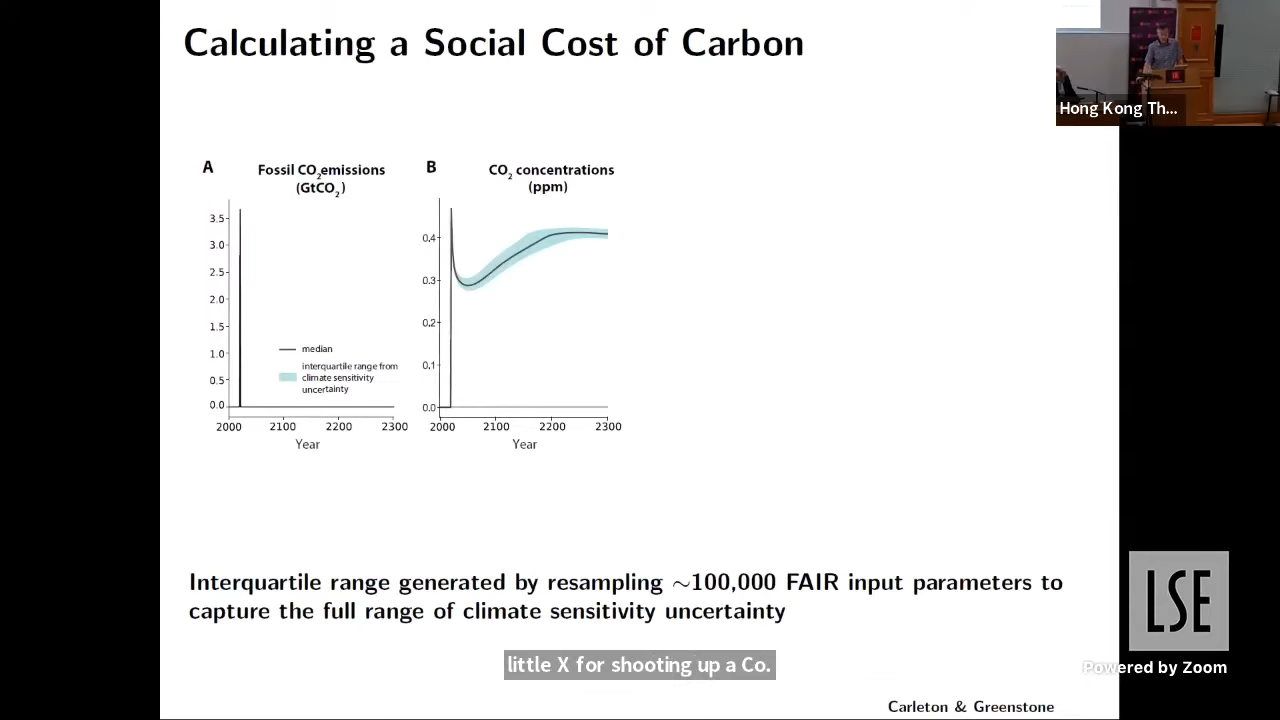 Calculating a Social Cost of Carbon
Hong Kong Th...
A
Fossil CO2 emissions
(GtCO2)
3.5
3.0
2.5
2.0
1.5
1.0
0.5
0.0
median
interquartile range from
climate sensitivity
uncertainty
2000 2100 2200 2300
Year
B
CO2 concentrations
(ppm)
0.4
0.3
0.2
0.1
0.0
2000 2100 2200 2300
Year
Interquartile range generated by resampling ~100,000 FAIR input parameters to
capture the full range of climate sensitivity uncertainty
little X for shooting up a Co.
LSE
Powered by Zoom
Carleton & Greenstone